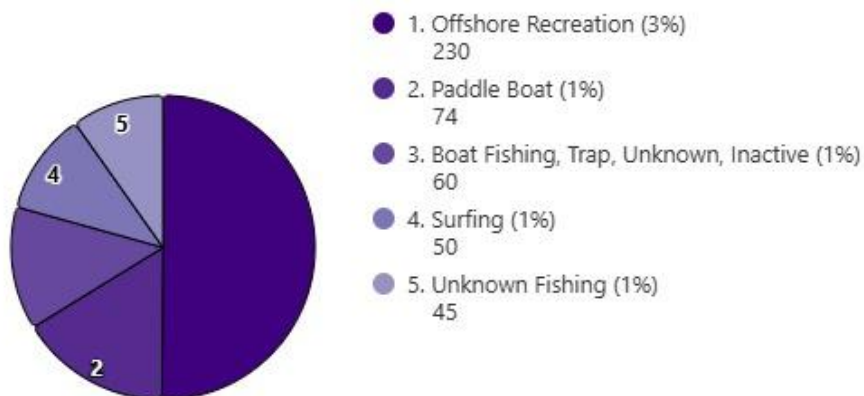 1. Offshore Recreation (3%)
230
2. Paddle Boat (1%)
74
3. Boat Fishing, Trap, Unknown, Inactive (1%)
60
4. Surfing (1%)
50
5. Unknown Fishing (1%)
45
5
4
2